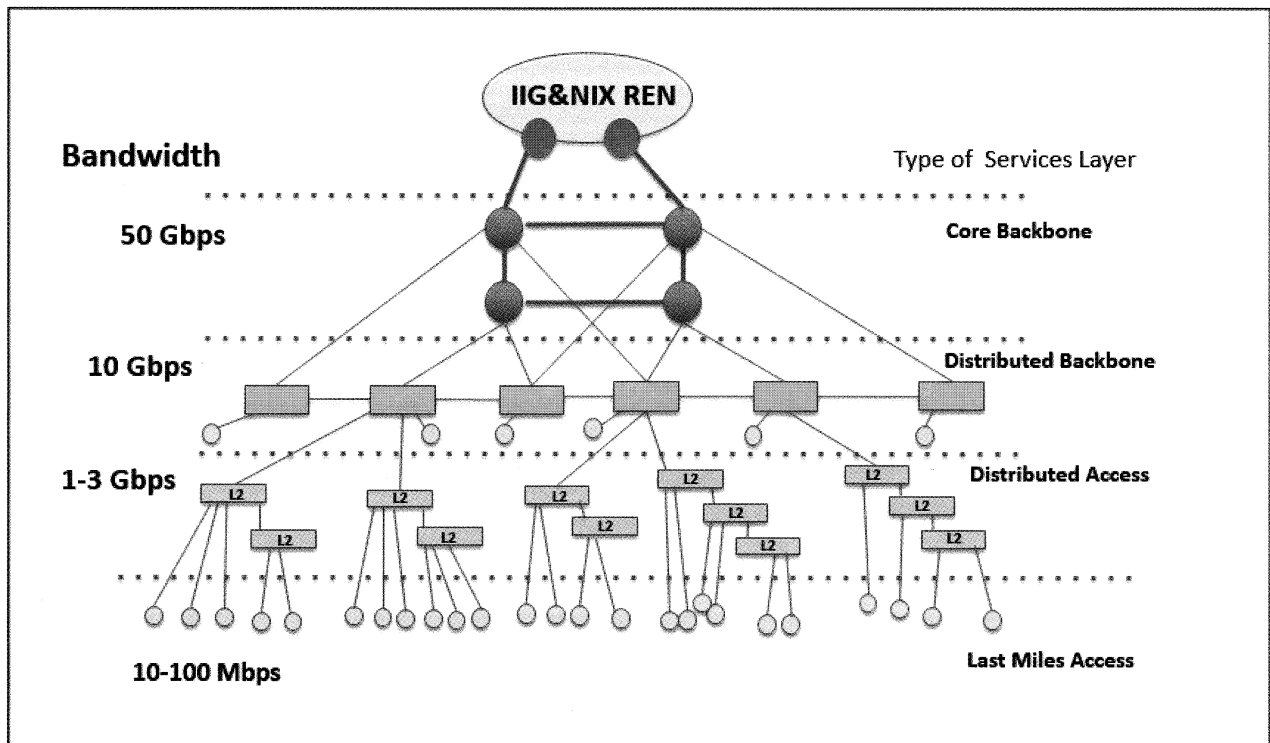 IIG&NIX REN
Bandwidth
Type of Services Layer
50 Gbps
Core Backbone
10 Gbps
Distributed Backbone
1-3 Gbps
Distributed Access
L2
L2
L2
L2
L2
L2
L2
L2
L2
L2
L2
L2
10-100 Mbps
Last Miles Access